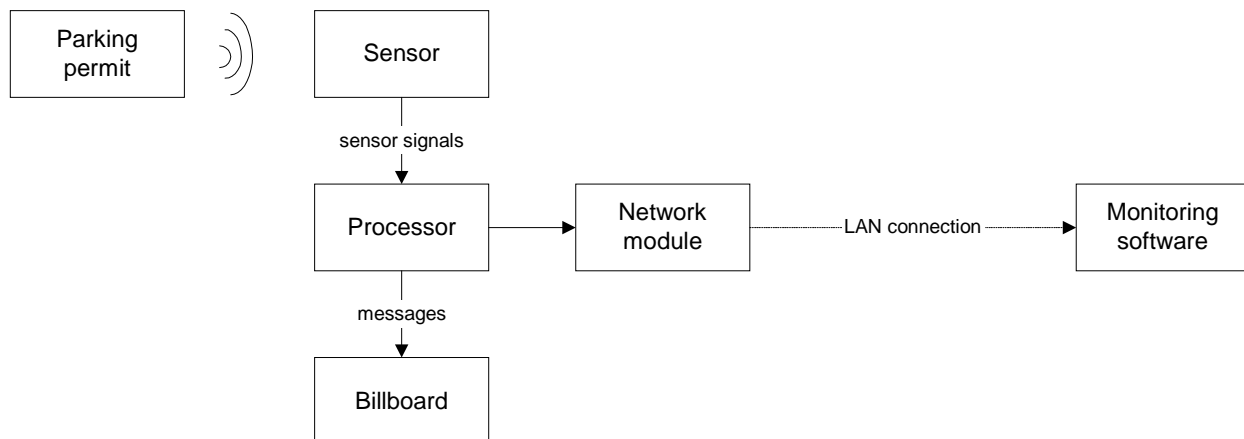 Parking
permit
Sensor
sensor signals
Processor
Network
module
LAN connection
Monitoring
software
messages
Billboard